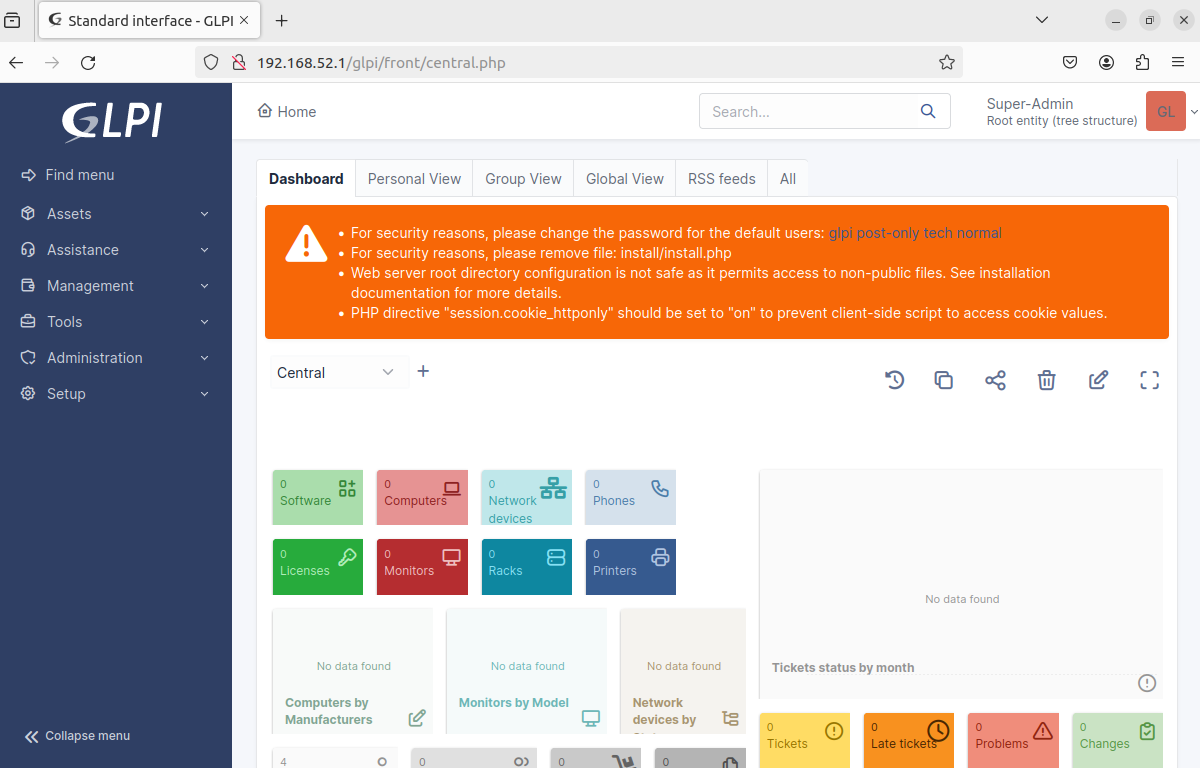 Standard interface - GLPI
192.168.52.1/glpi/front/central.php
GLPI
Home
Search...
Super-Admin
Root entity (tree structure)
GL
Find menu
Assets
Assistance
Management
Tools
Administration
Setup
Collapse menu
Dashboard
Personal View
Group View
Global View
RSS feeds
All
• For security reasons, please change the password for the default users: glpi post-only tech normal
• For security reasons, please remove file: install/install.php
• Web server root directory configuration is not safe as it permits access to non-public files. See installation
documentation for more details.
• PHP directive "session.cookie_httponly" should be set to "on" to prevent client-side script to access cookie values.
Central
0
Software
0
Computers
0
Network
devices
0
Phones
0
Licenses
0
Monitors
0
Racks
0
Printers
No data found
Computers by
Manufacturers
No data found
Monitors by Model
No data found
Network
devices by
No data found
Tickets status by month
4
0
0
0
0
Tickets
0
Late tickets
0
Problems
0
Changes